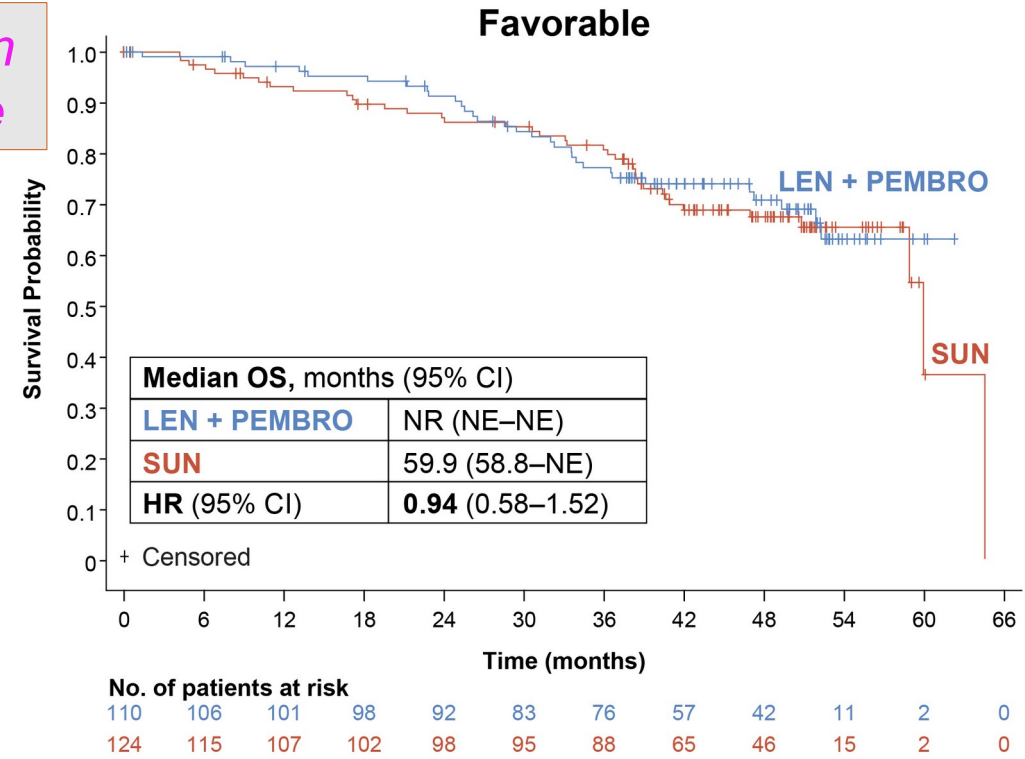 Favorable
n
e
Survival Probability
1.0
0.9
0.8
0.7
0.6
0.5
0.4
0.3
0.2
0.1
0
LEN + PEMBRO
SUN
Median OS, months (95% CI)
LEN + PEMBRO NR (NE–NE)
SUN 59.9 (58.8–NE)
HR (95% CI) 0.94 (0.58–1.52)
+ Censored
0 6 12 18 24 30 36 42 48 54 60 66
Time (months)
No. of patients at risk
110 106 101 98 92 83 76 57 42 11 2 0
124 115 107 102 98 95 88 65 46 15 2 0